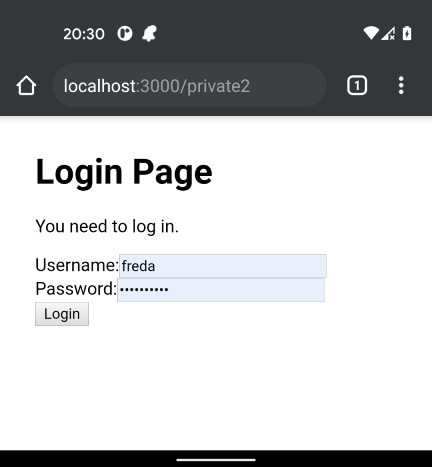 20:30
localhost:3000/private2
1
Login Page
You need to log in.
Username:freda
Password:••••••••••
Login